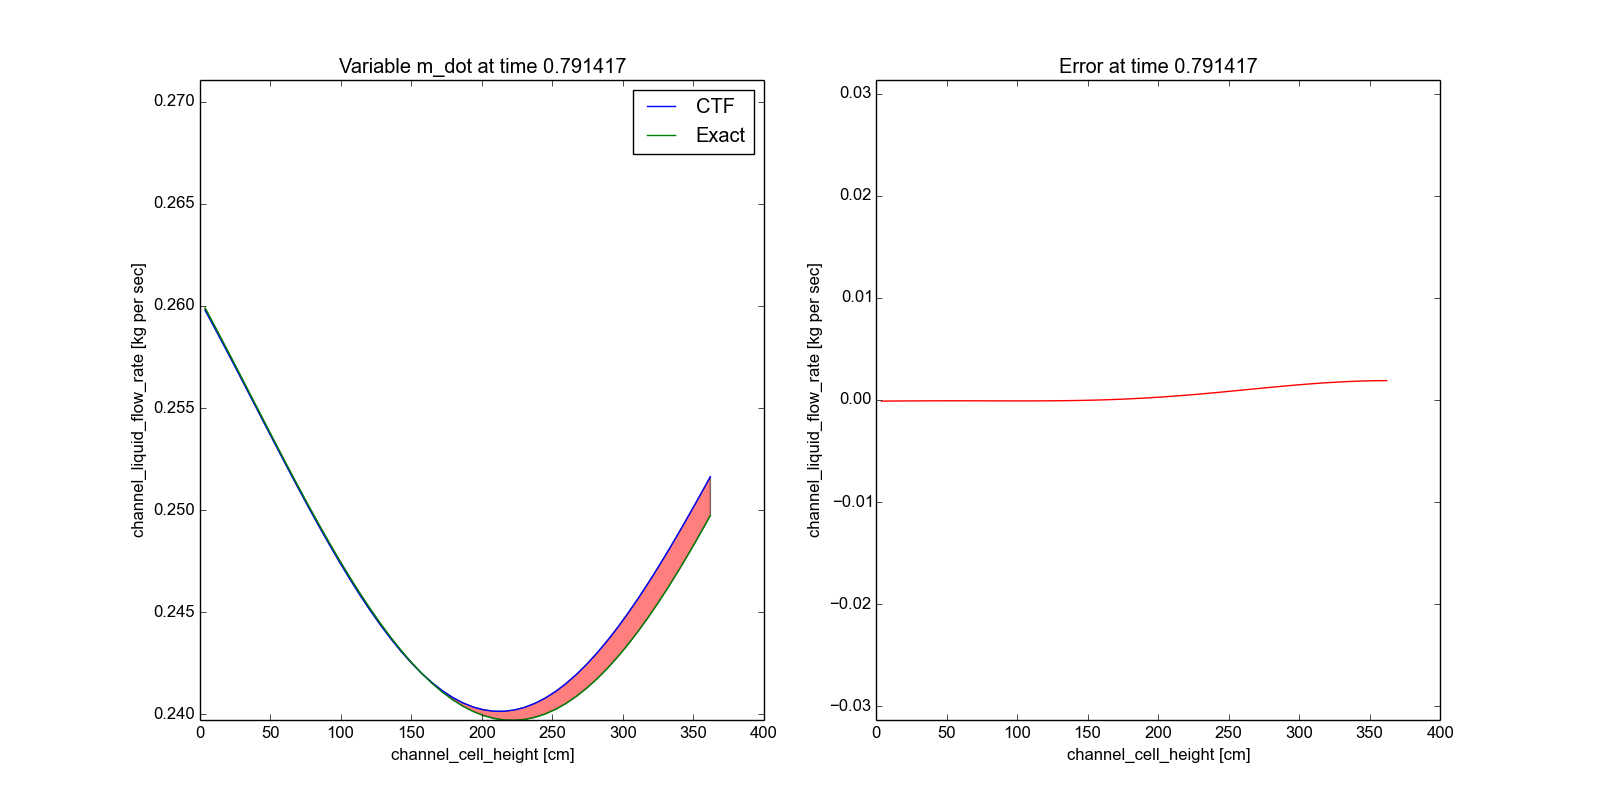 Variable m_dot at time 0.791417
CTF
Exact
0.270
0.265
0.260
0.255
0.250
0.245
0.240
channel_liquid_flow_rate [kg per sec]
0 50 100 150 200 250 300 350 400
channel_cell_height [cm]
Error at time 0.791417
0.03
0.02
0.01
0.00
−0.01
−0.02
−0.03
channel_liquid_flow_rate [kg per sec]
0 50 100 150 200 250 300 350 400
channel_cell_height [cm]